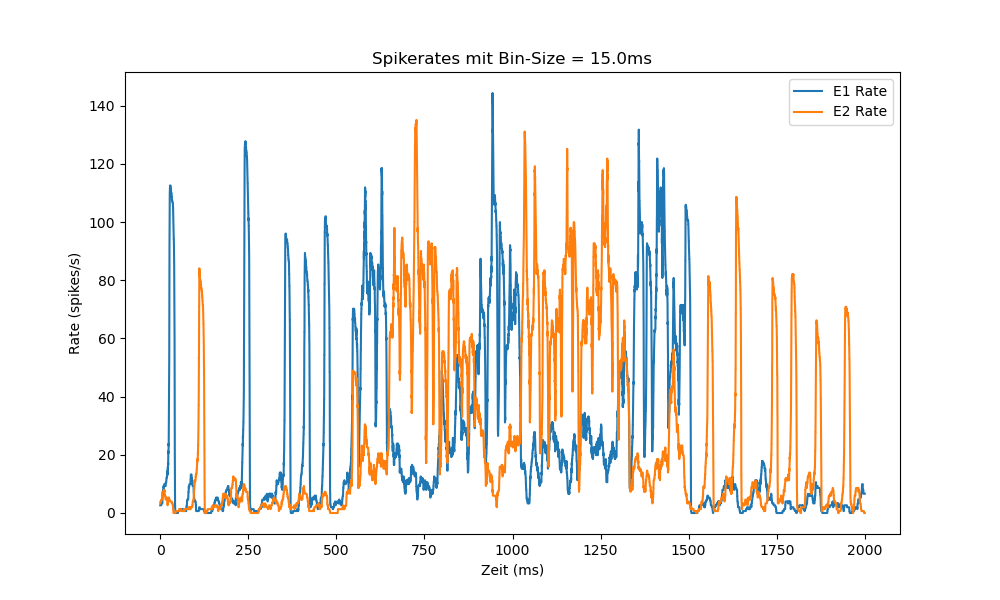 Spikerates mit Bin-Size = 15.0ms
E1 Rate
E2 Rate
Rate (spikes/s)
140
120
100
80
60
40
20
0
0 250 500 750 1000 1250 1500 1750 2000
Zeit (ms)